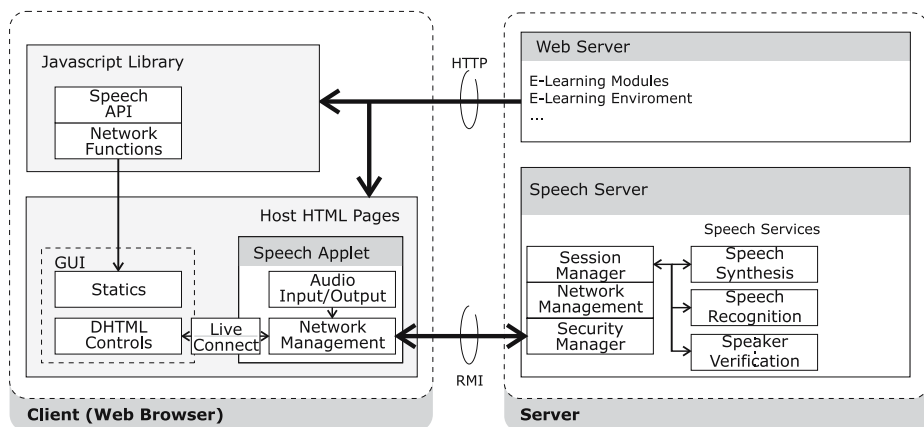 Javascript Library
Speech
API
Network
Functions
Host HTML Pages
Speech Applet
GUI
Audio
Input/Output
Statics
DHTML
Controls
Live
Connect
Network
Management
Client (Web Browser)
HTTP
RMI
Web Server
E-Learning Modules
E-Learning Enviroment
...
Speech Server
Speech Services
Session
Manager
Network
Management
Security
Manager
Speech
Synthesis
Speech
Recognition
Speaker
Verification
Server